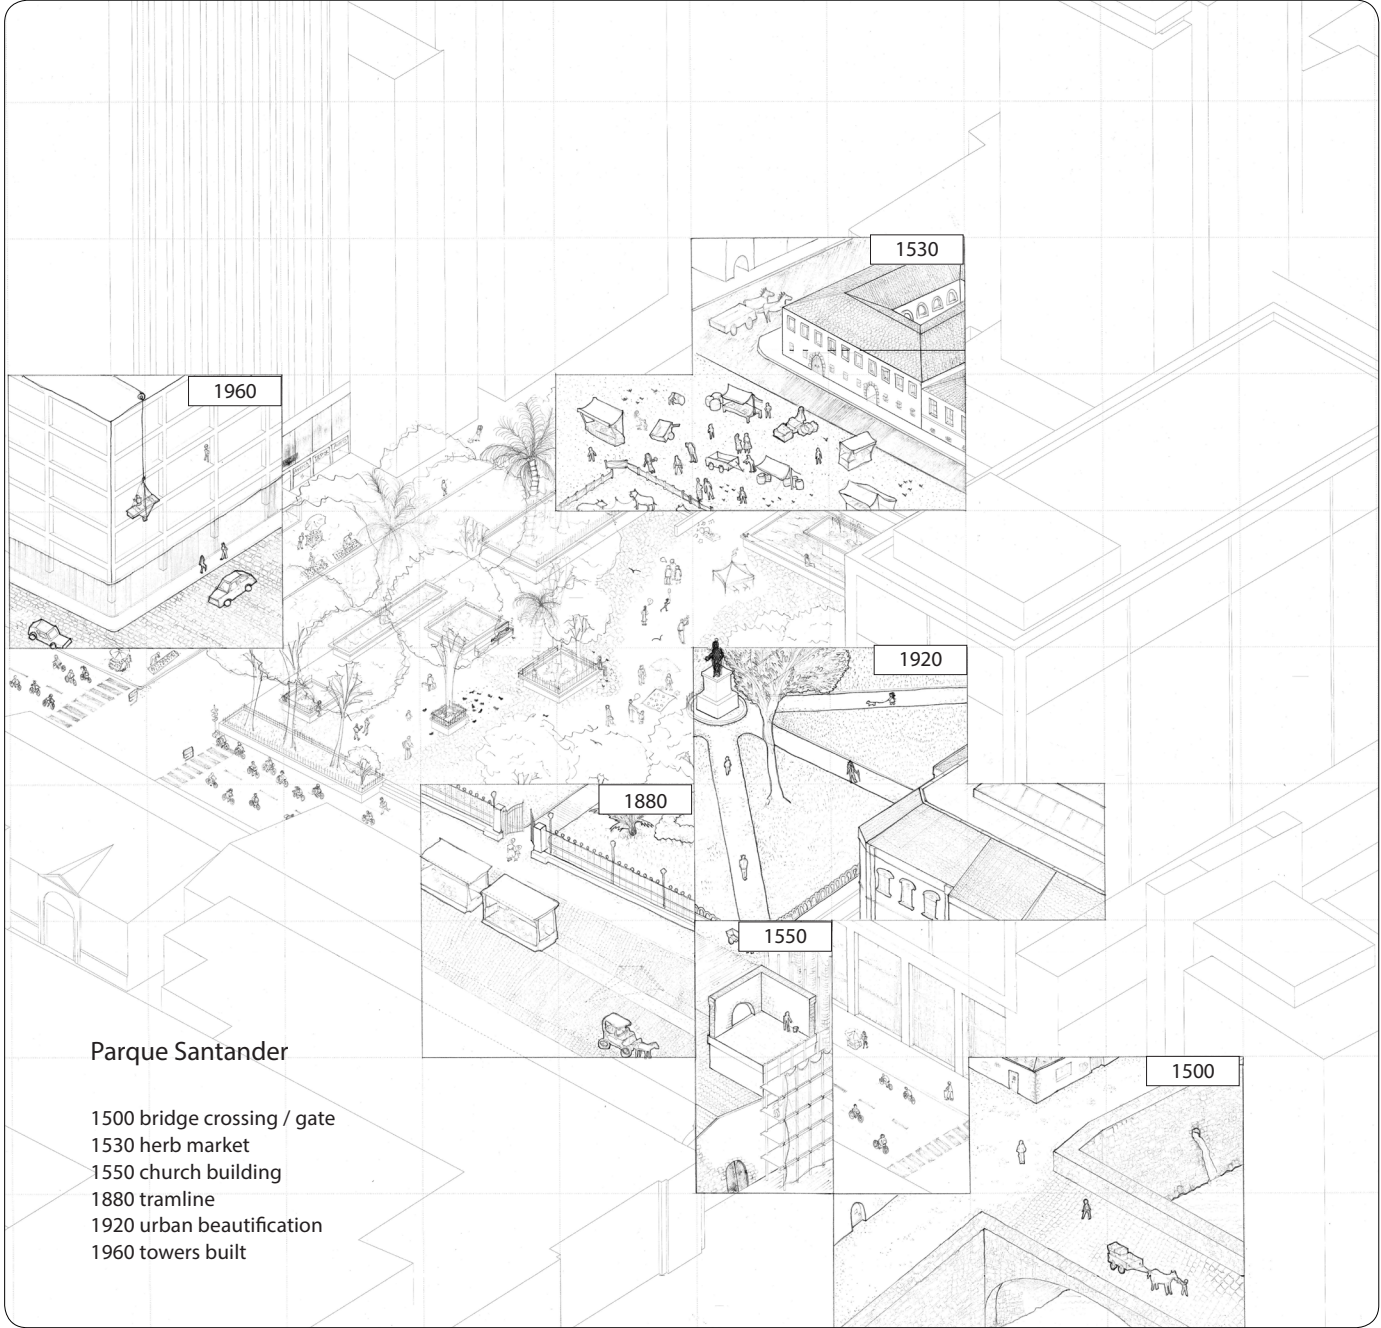 1530
1960
1920
1880
1550
1500
Parque Santander
1500 bridge crossing / gate
1530 herb market
1550 church building
1880 tramline
1920 urban beautification
1960 towers built